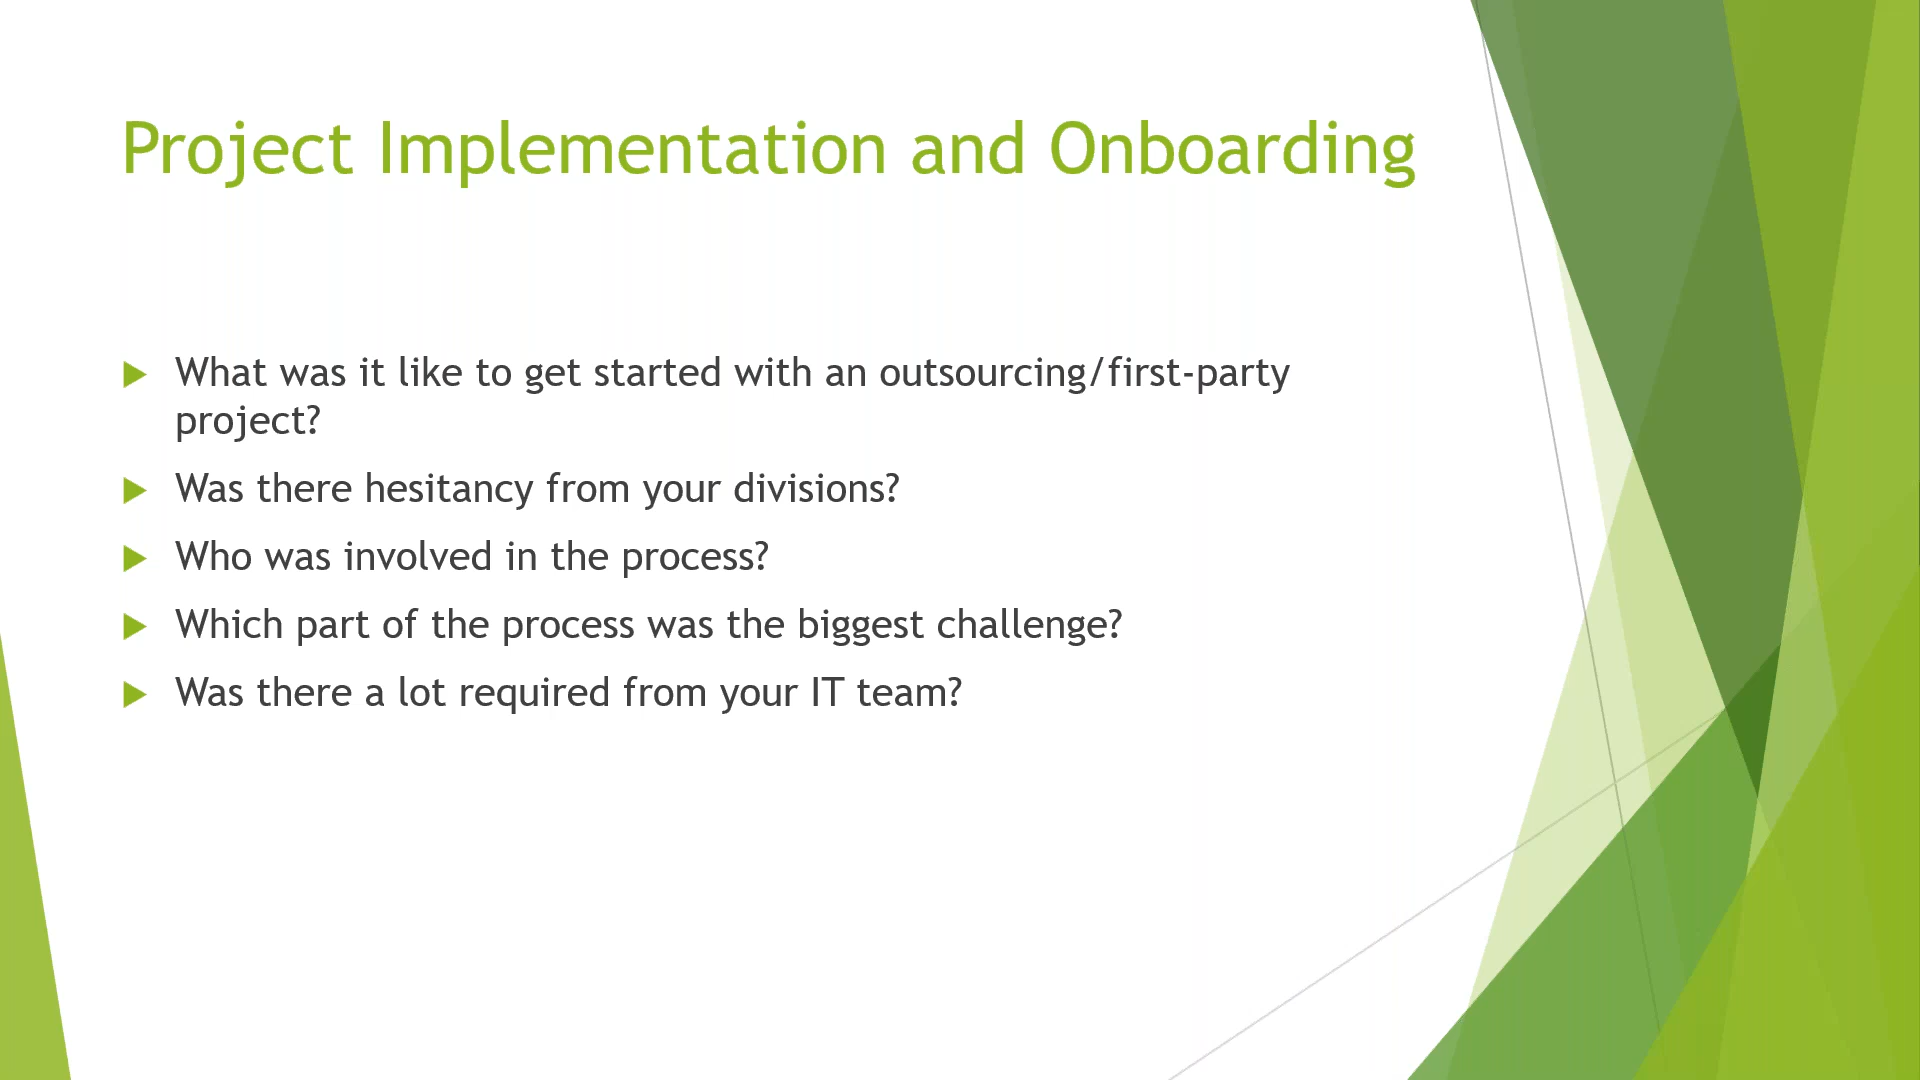 Project Implementation and Onboarding
What was it like to get started with an outsourcing/first-party
project?
Was there hesitancy from your divisions?
Who was involved in the process?
Which part of the process was the biggest challenge?
Was there a lot required from your IT team?